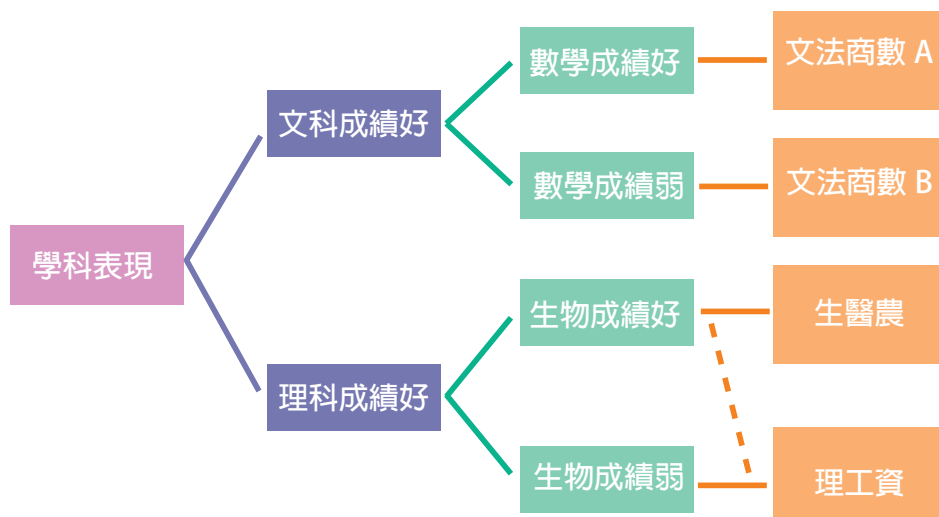 學科表現
文科成績好
理科成績好
數學成績好
數學成績弱
生物成績好
生物成績弱
文法商數 A
文法商數 B
生醫農
理工資